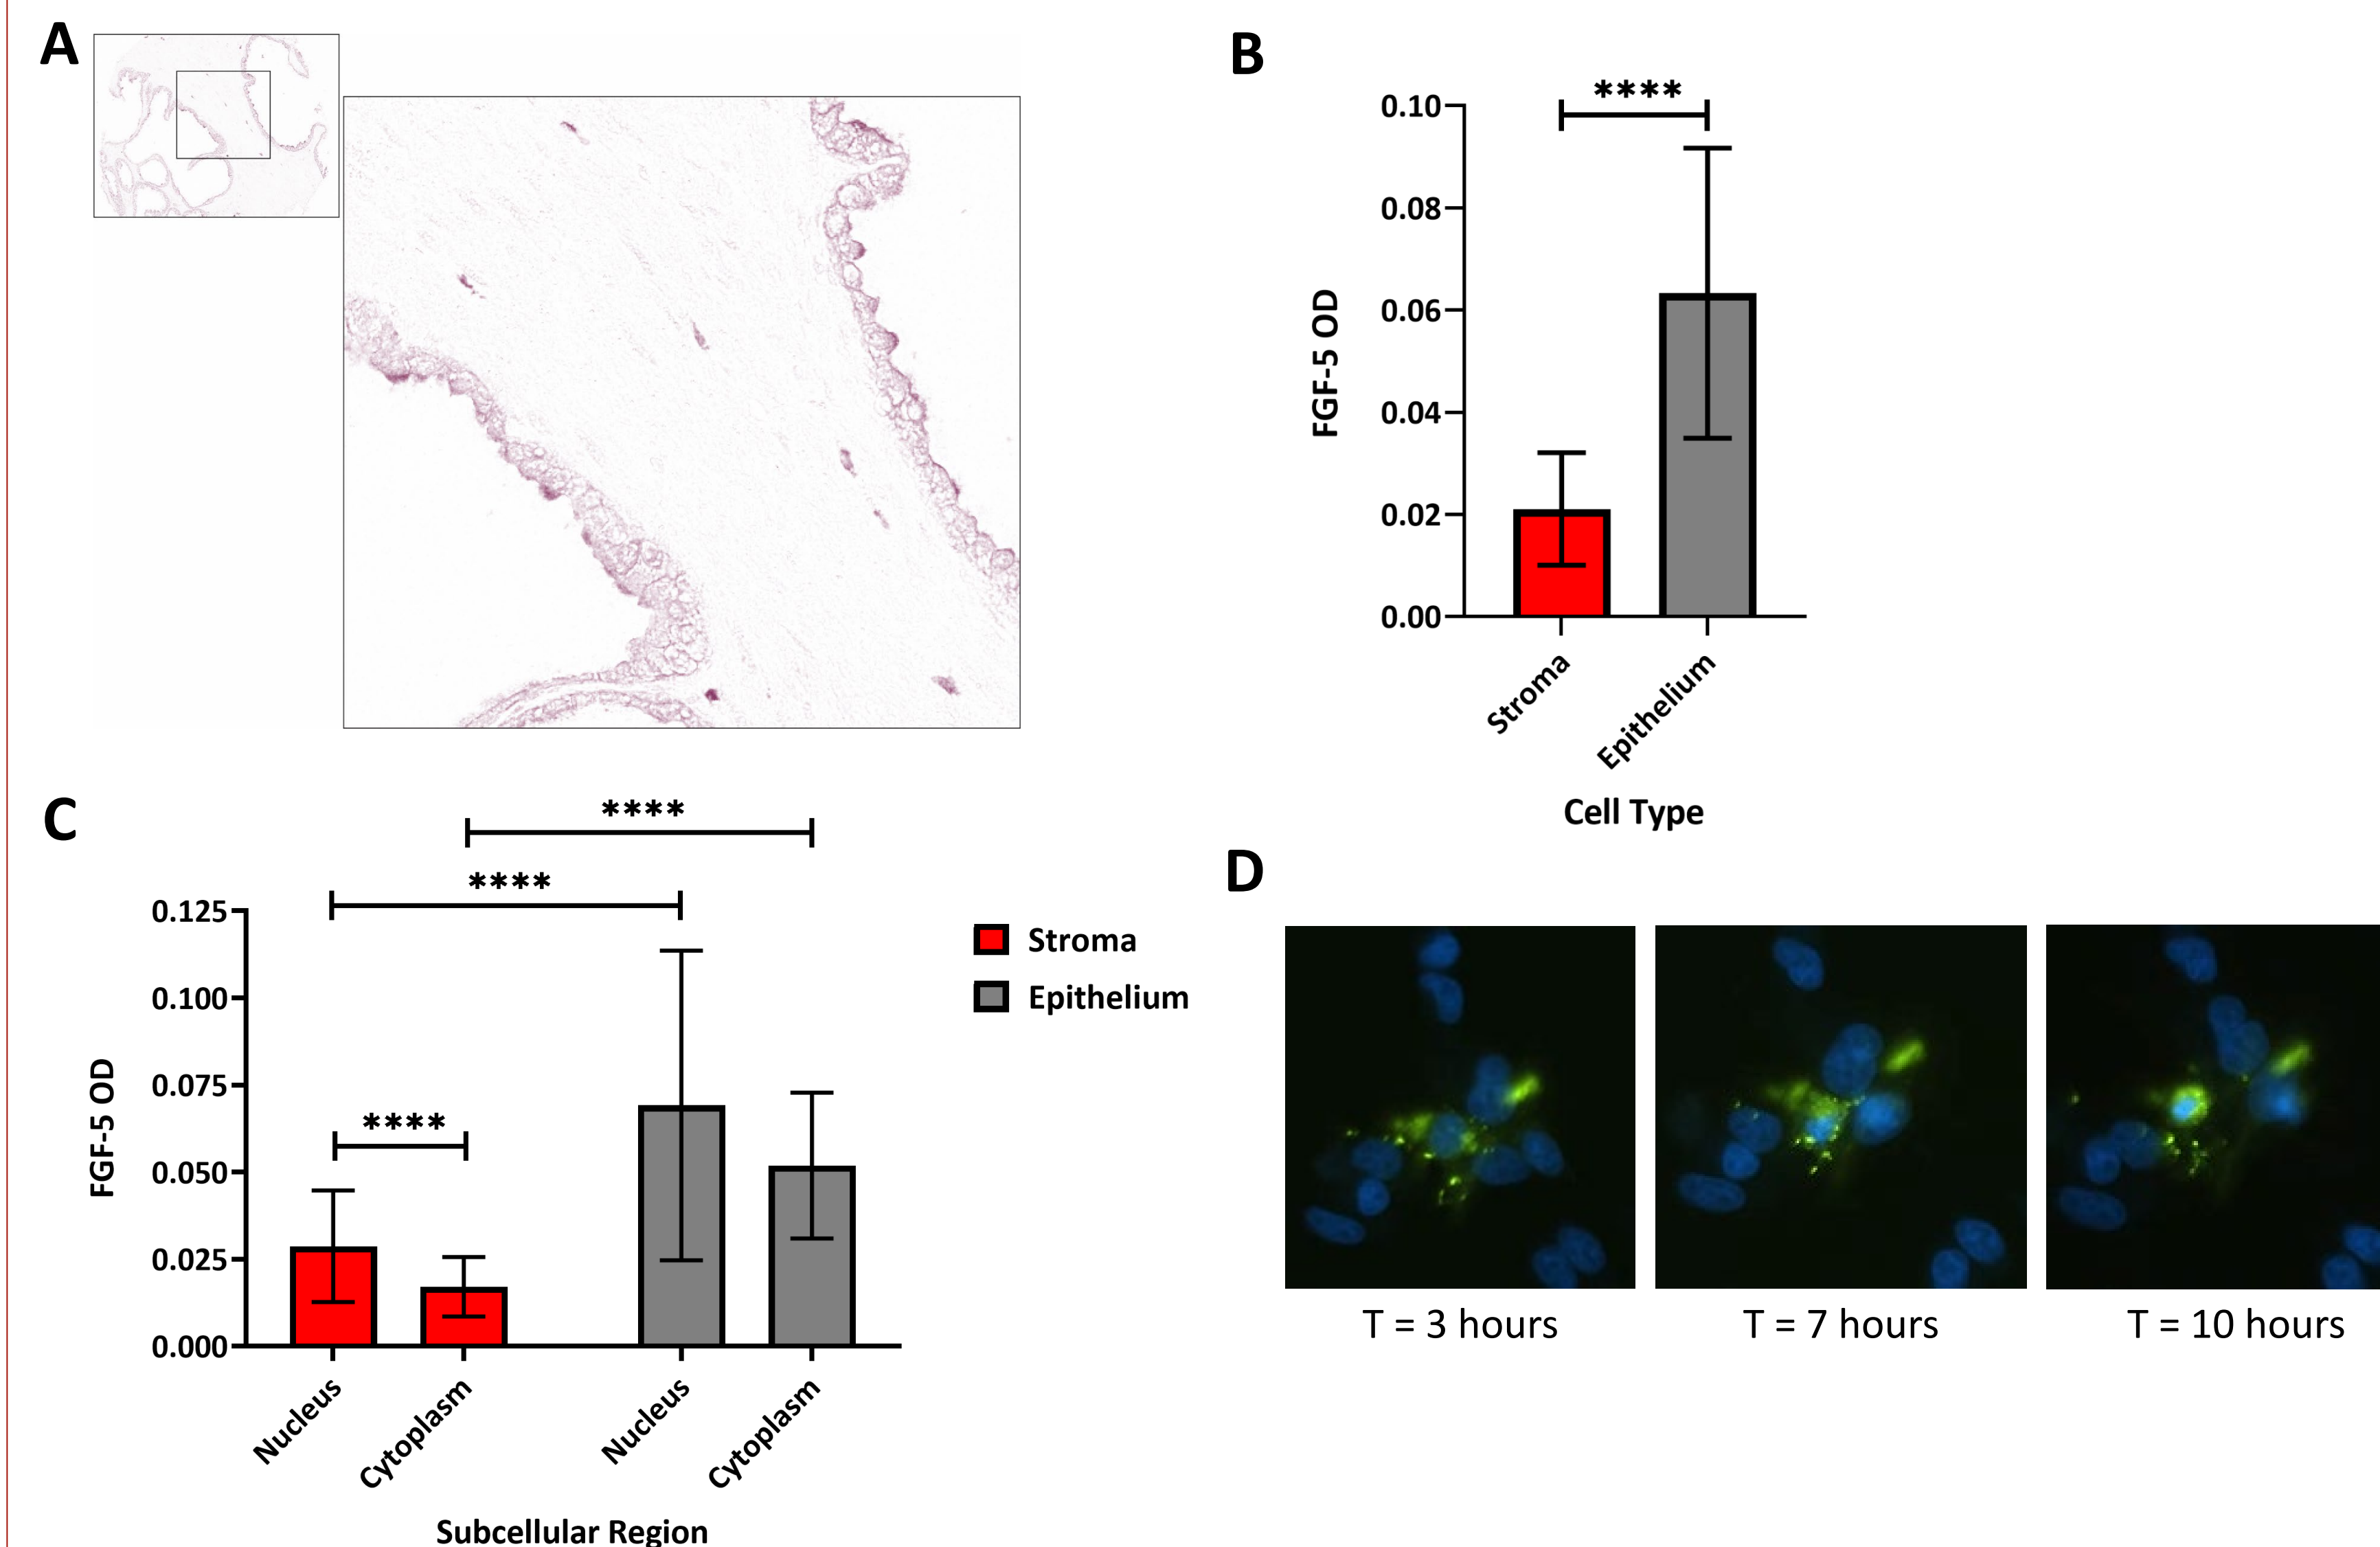 A
B
****
0.10
0.08
0.06
0.04
0.02
0.00
FGF-5 OD
Stroma
Epithelium
Cell Type
C
****
****
****
0.125
0.100
0.075
0.050
0.025
0.000
FGF-5 OD
Stroma
Epithelium
Nucleus
Cytoplasm
Nucleus
Cytoplasm
Subcellular Region
D
T = 3 hours
T = 7 hours
T = 10 hours